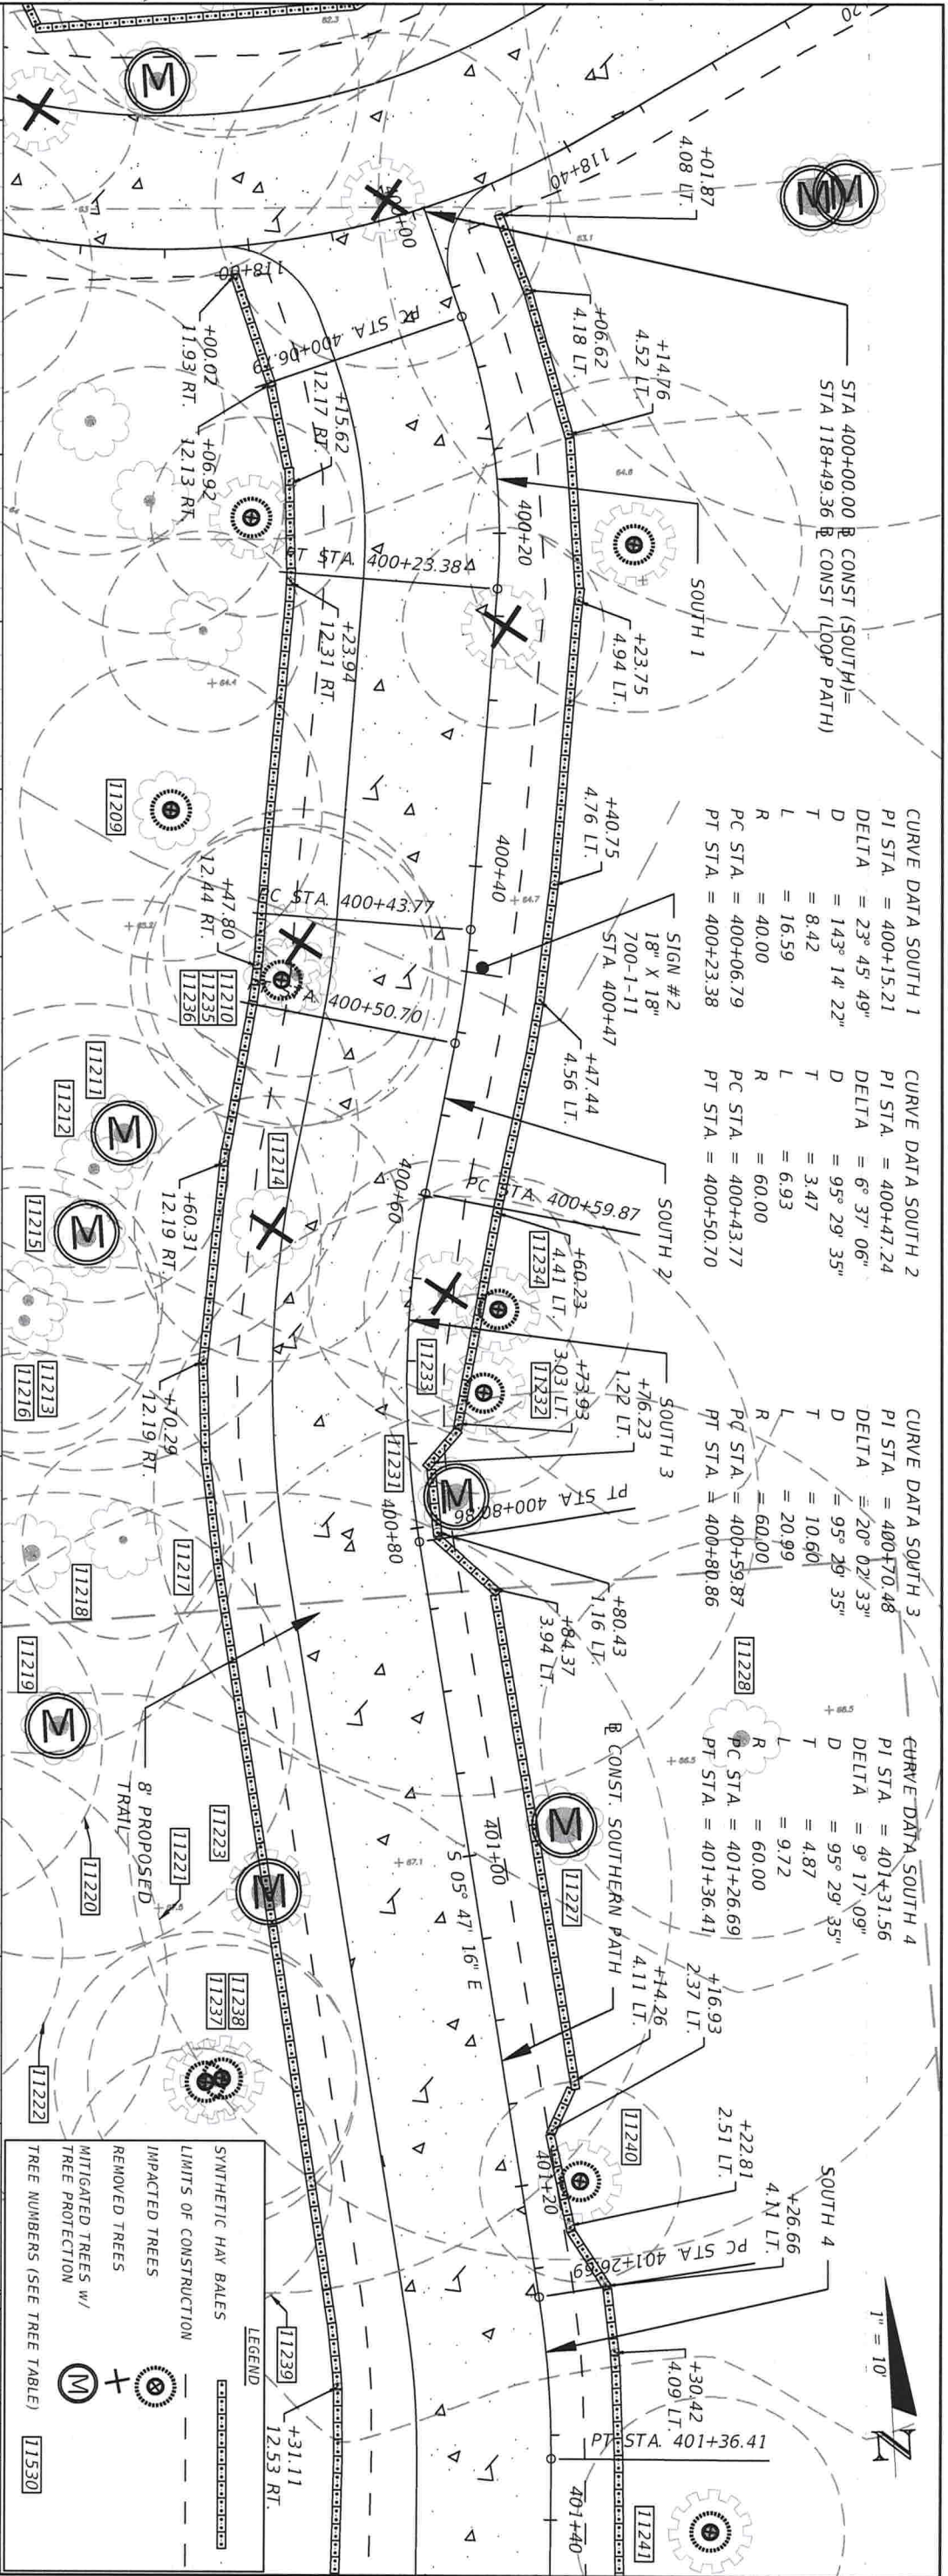 STA 400+00.00 ⅊ CONST (SOUTH)=
STA 118+49.36 ⅊ CONST (LOOP PATH)
CURVE DATA SOUTH 1
PI STA. = 400+15.21
DELTA = 23° 45' 49"
D = 143° 14' 22"
T = 8.42
L = 16.59
R = 40.00
PC STA. = 400+06.79
PT STA. = 400+23.38
CURVE DATA SOUTH 2
PI STA. = 400+47.24
DELTA = 6° 37' 06"
D = 95° 29' 35"
T = 3.47
L = 6.93
R = 60.00
PC STA. = 400+43.77
PT STA. = 400+50.70
CURVE DATA SOUTH 3
PI STA. = 400+70.48
DELTA = 20° 02' 33"
D = 95° 29' 35"
T = 10.60
L = 20.99
R = 60.00
PC STA. = 400+59.87
PT STA. = 400+80.86
CURVE DATA SOUTH 4
PI STA. = 401+31.56
DELTA = 9° 17' 09"
D = 95° 29' 35"
T = 4.87
L = 9.72
R = 60.00
PC STA. = 401+26.69
PT STA. = 401+36.41
1" = 10'
N
20
118+40
+01.87
4.08 LT.
+06.62
4.18 LT.
+14.76
4.52 LT.
SOUTH 1
+23.75
4.94 LT.
+40.75
4.76 LT.
SIGN #2
18" X 18"
700-1-11
STA. 400+47
+47.44
4.56 LT.
SOUTH 2
+60.23
4.41 LT.
11234
+73.93
3.03 LT.
11232
+76.23
1.22 LT.
SOUTH 3
+80.43
1.16 LT.
+84.37
3.94 LT.
11228
⅊ CONST. SOUTHERN PATH
11227
+14.26
4.11 LT.
+16.93
2.37 LT.
11240
+22.81
2.51 LT.
+26.66
4.11 LT.
SOUTH 4
+30.42
4.09 LT.
11241
118+60
PC STA. 400+06.79
400+20
PT STA. 400+23.38
400+40
PC STA. 400+43.77
400+50.70
400+60
PC STA. 400+59.87
11233
11231
400+80
PT STA. 400+80.86
401+00
S 05° 47' 16" E
401+20
PC STA. 401+26.69
PT STA. 401+36.41
401+40
+00.02
11.93 RT.
+06.92
12.13 RT.
+15.62
12.17 RT.
+23.94
12.31 RT.
11209
+47.80
12.44 RT.
11210
11235
11236
11211
11212
11214
+60.31
12.19 RT.
11215
11213
11216
+70.29
12.19 RT.
11217
11218
11219
8' PROPOSED
TRAIL
11220
11221
11223
11238
11237
11222
11239
+31.11
12.53 RT.
M
M
M
M
M
M
M
M
M
62.3
63.1
64.6
64.4
64.7
63.2
66.5
66.5
67.1
LEGEND
SYNTHETIC HAY BALES
LIMITS OF CONSTRUCTION
IMPACTED TREES
REMOVED TREES
MITIGATED TREES W/
TREE PROTECTION
M
TREE NUMBERS (SEE TREE TABLE)
11530